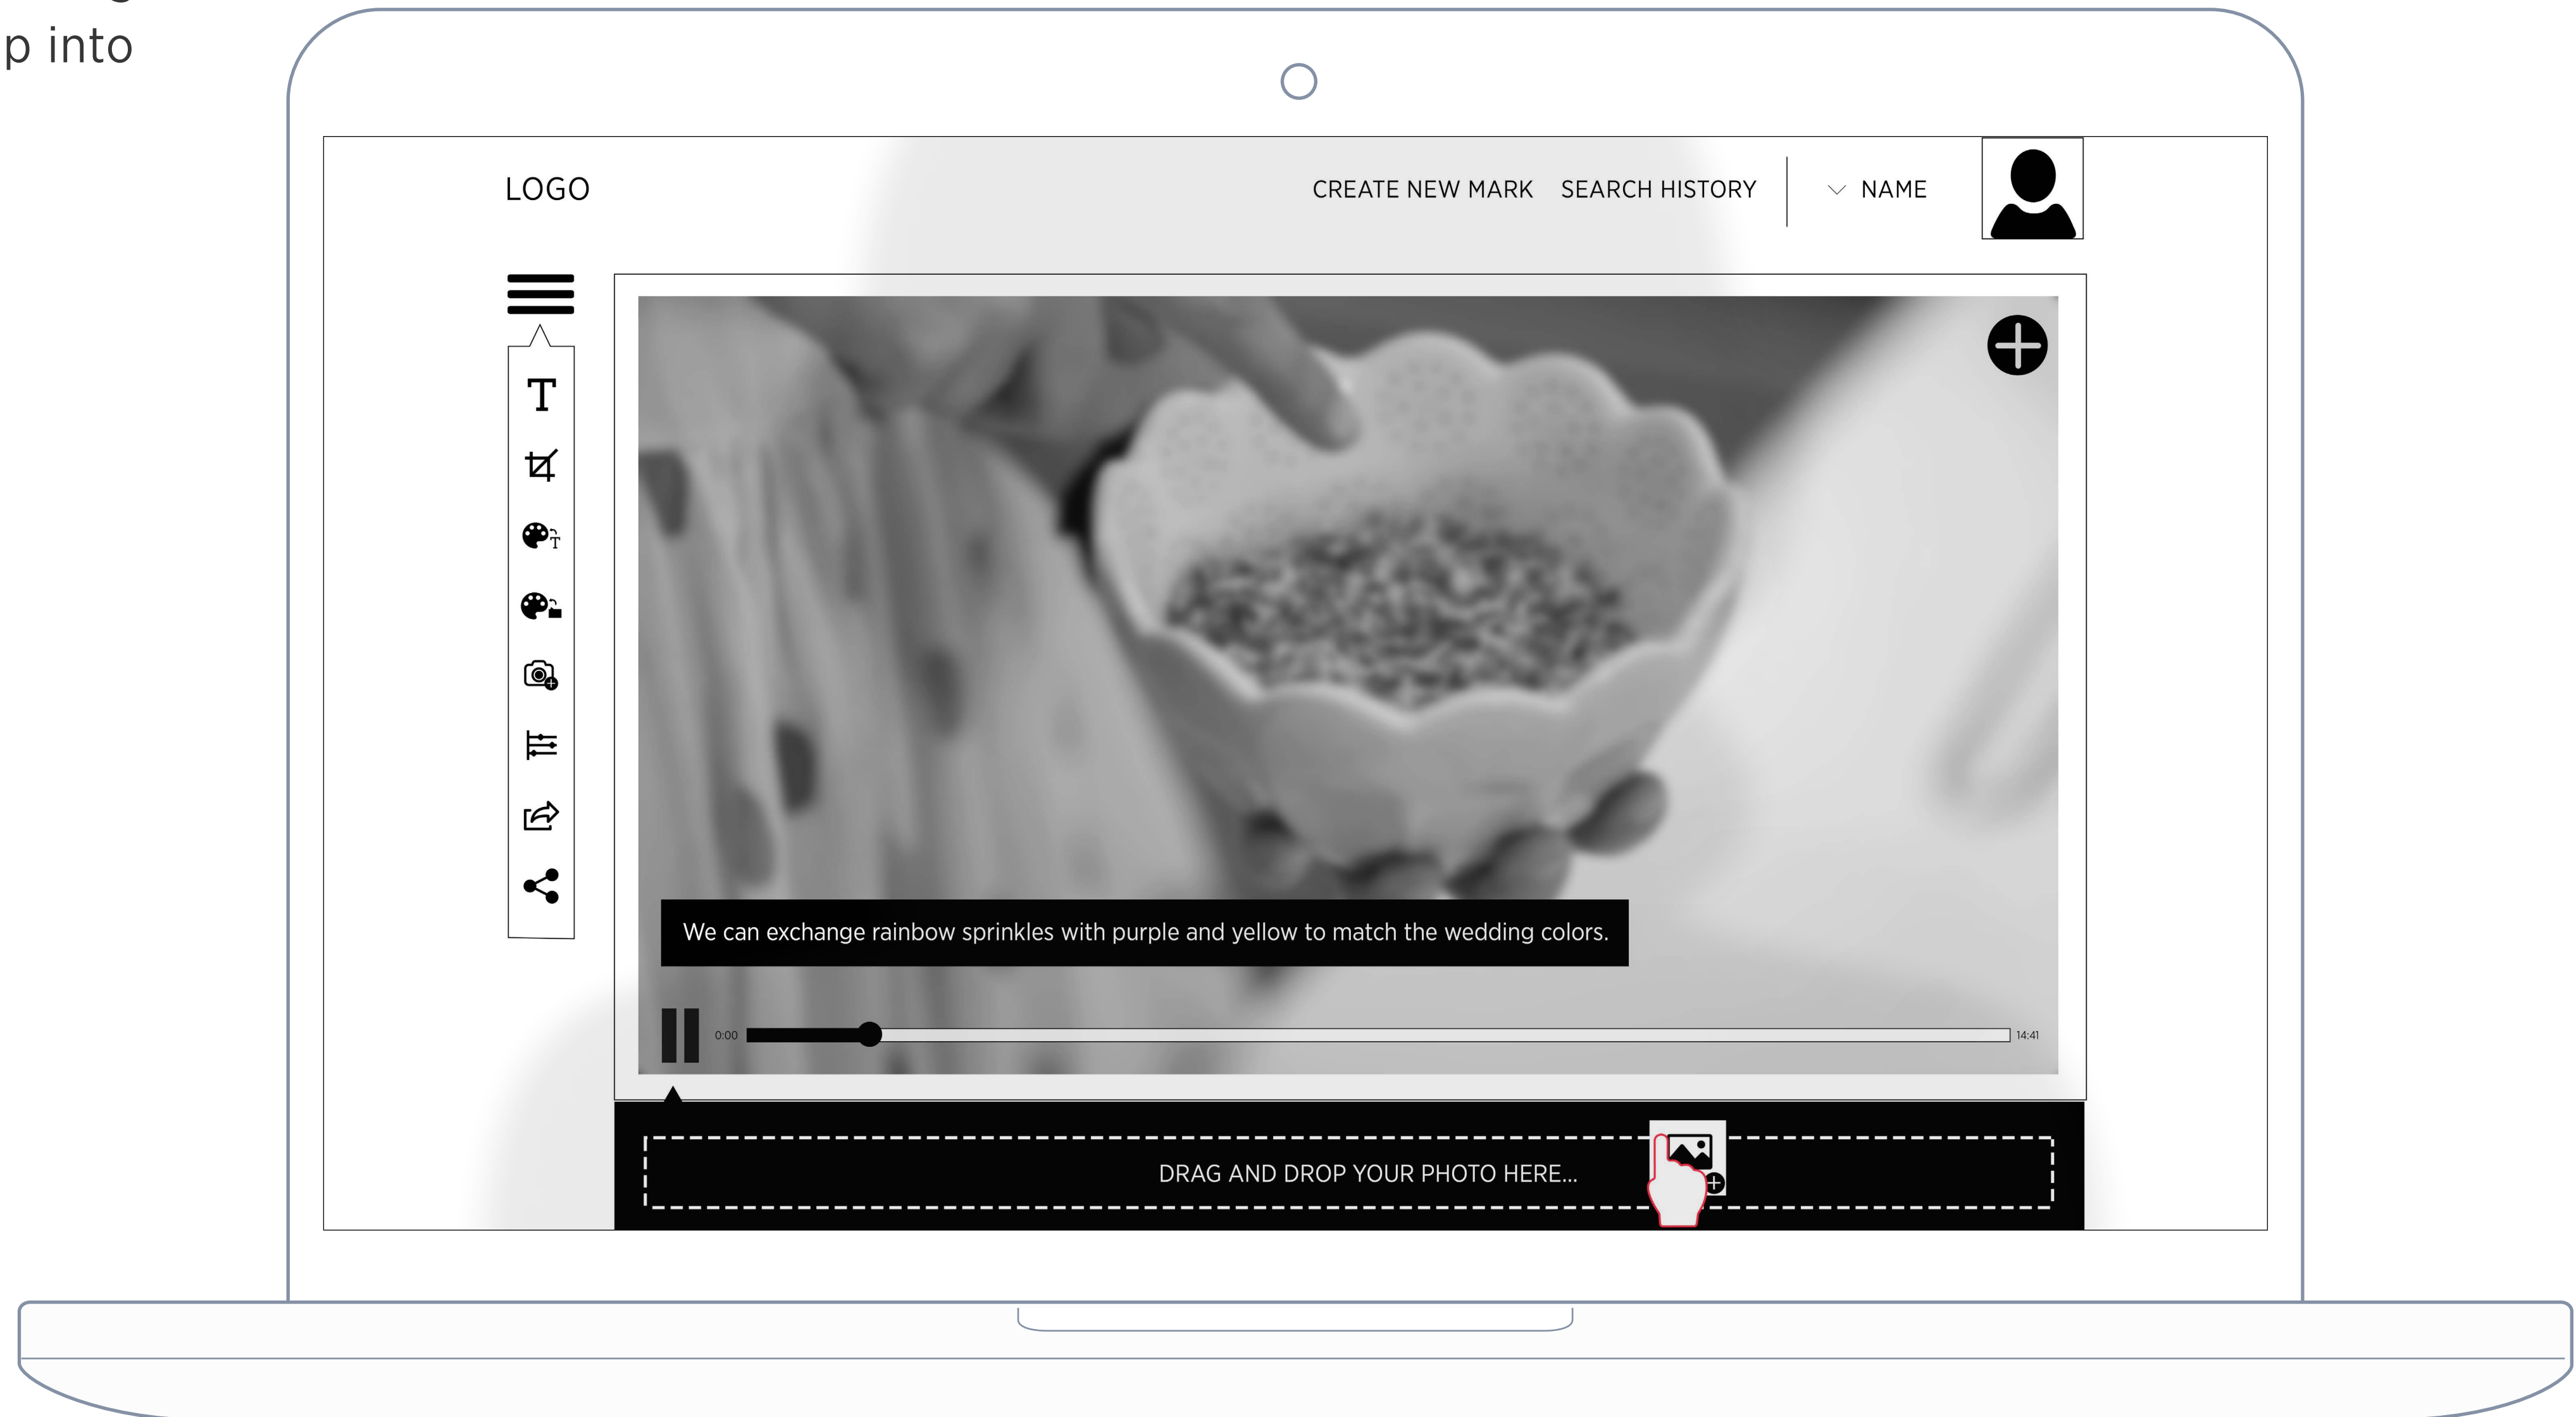 p into
LOGO
CREATE NEW MARK
SEARCH HISTORY
NAME
T
T
We can exchange rainbow sprinkles with purple and yellow to match the wedding colors.
0:00
14:41
DRAG AND DROP YOUR PHOTO HERE...